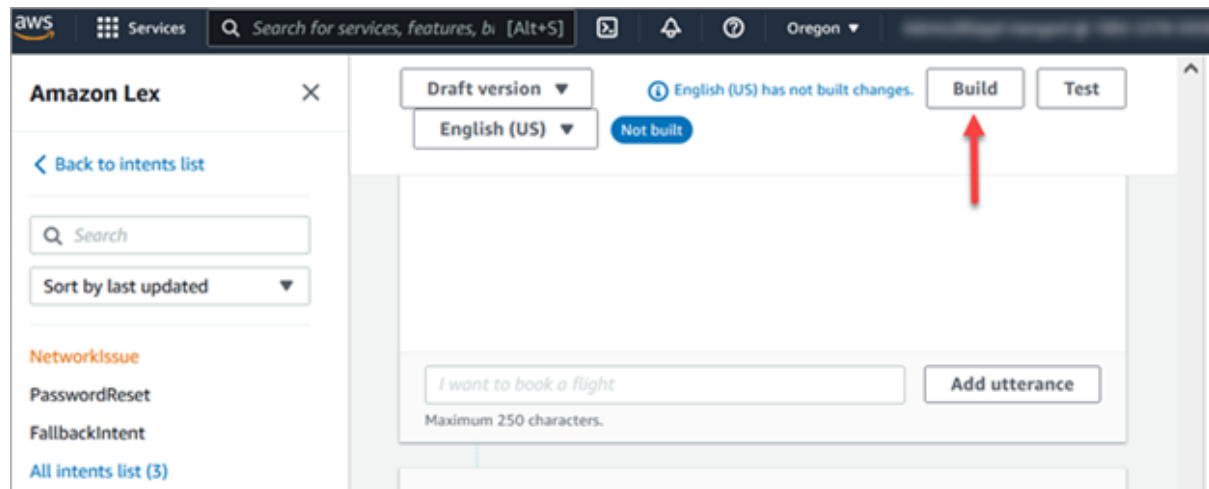 aws
Services
Search for services, features, bi [Alt+S]
Oregon
Amazon Lex
Back to intents list
Search
Sort by last updated
NetworkIssue
PasswordReset
FallbackIntent
All intents list (3)
Draft version
English (US) has not built changes.
Build
Test
English (US)
Not built
I want to book a flight
Add utterance
Maximum 250 characters.